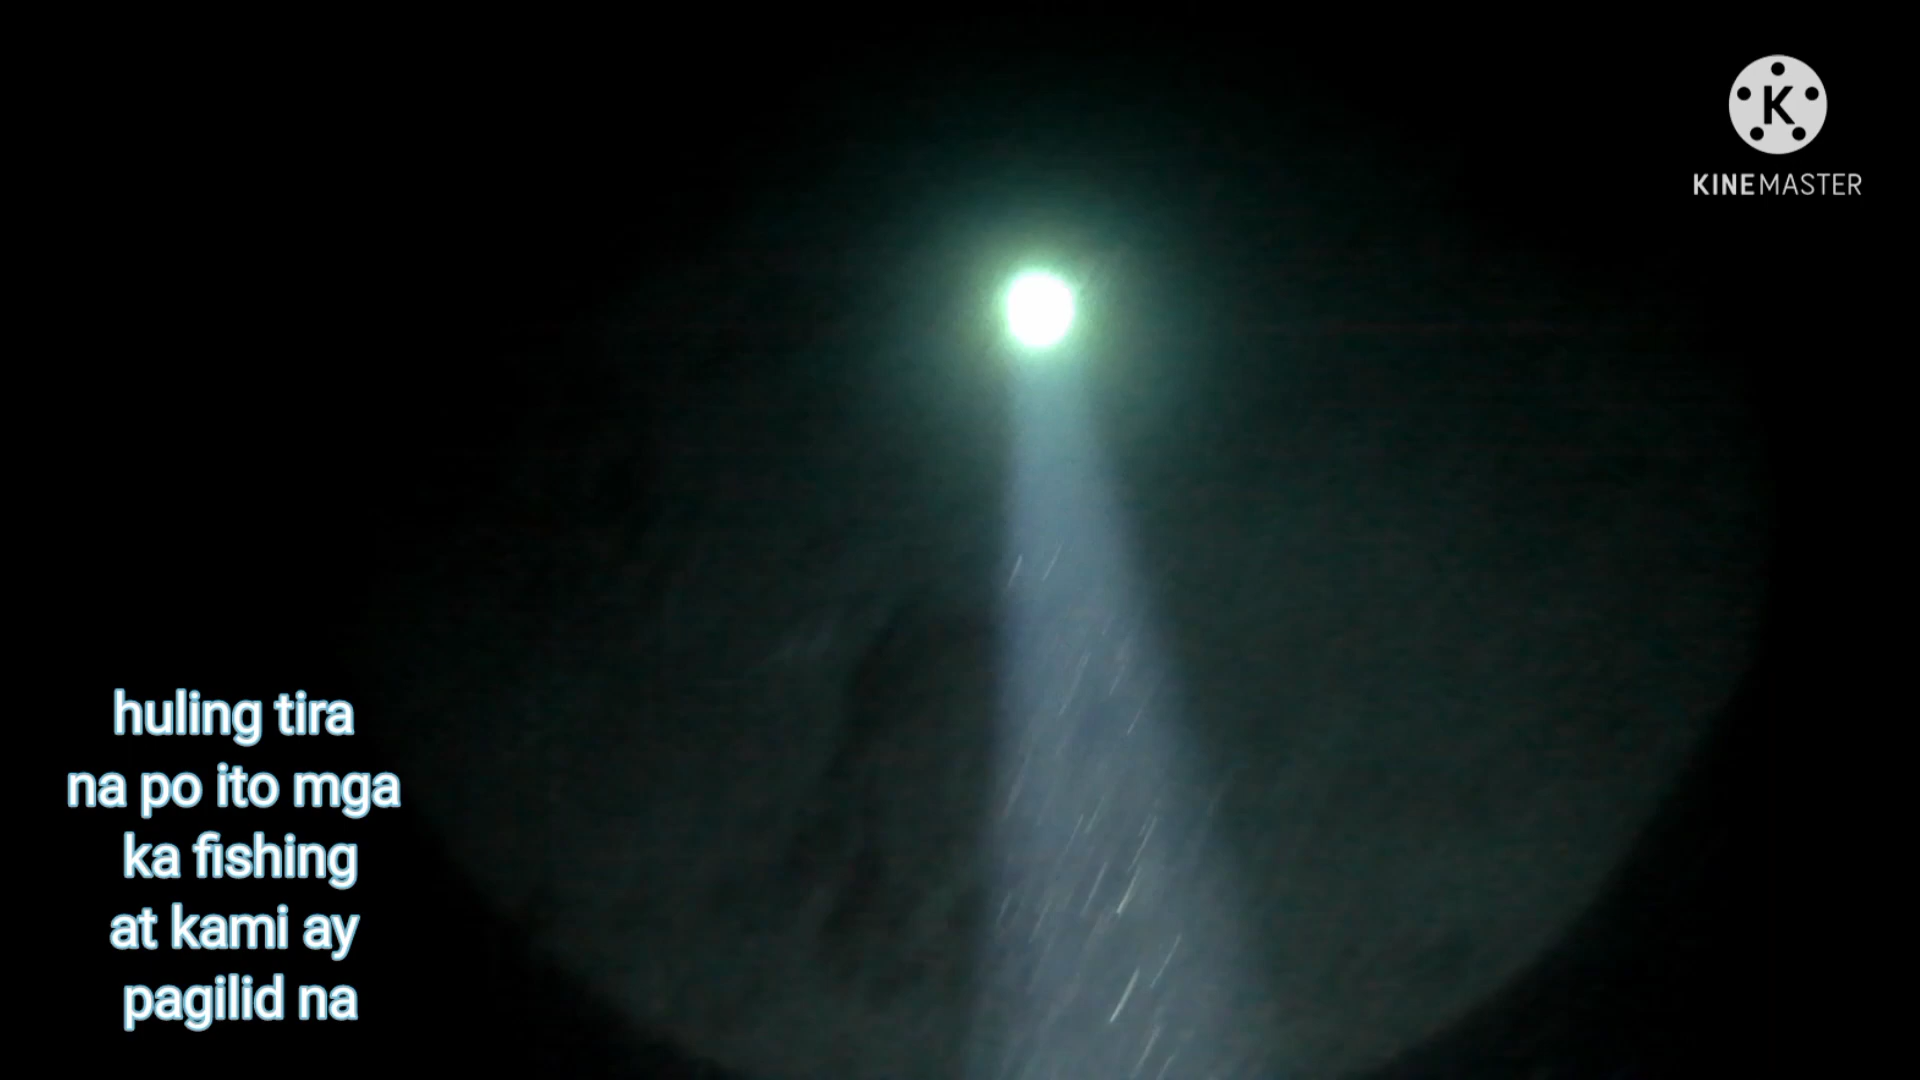 K
KINEMASTER
huling tira
na po ito mga
ka fishing
at kami ay
pagilid na